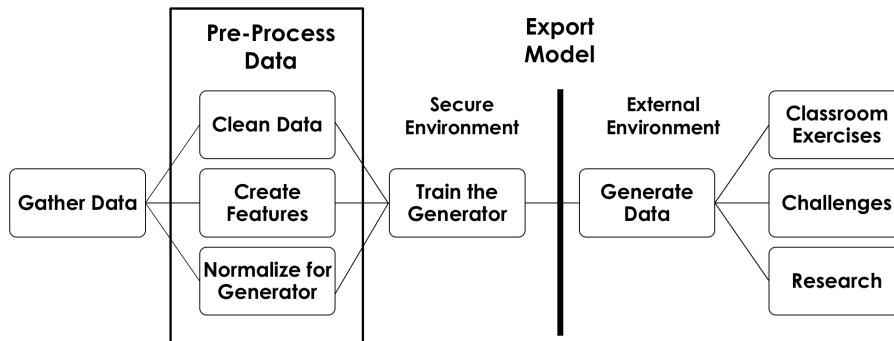 Pre-Process
Data
Export
Model
Secure
Environment
External
Environment
Gather Data
Clean Data
Create
Features
Normalize for
Generator
Train the
Generator
Generate
Data
Classroom
Exercises
Challenges
Research